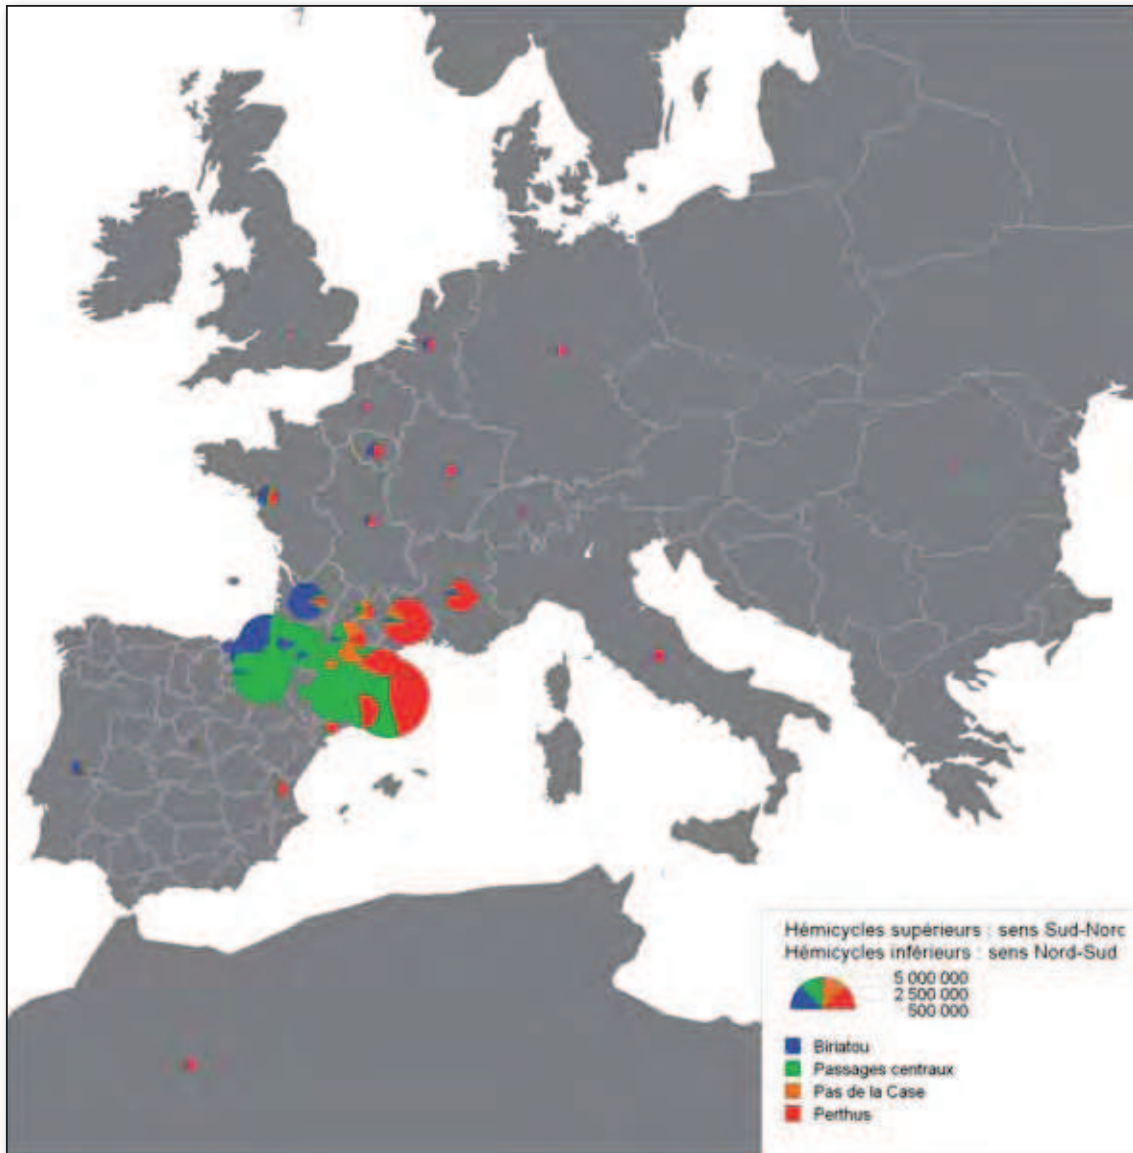 Hémicycles supérieurs : sens Sud-Norc
Hémicycles inférieurs : sens Nord-Sud
5 000 000
2 500 000
500 000
Biriatou
Passages centraux
Pas de la Case
Perthus